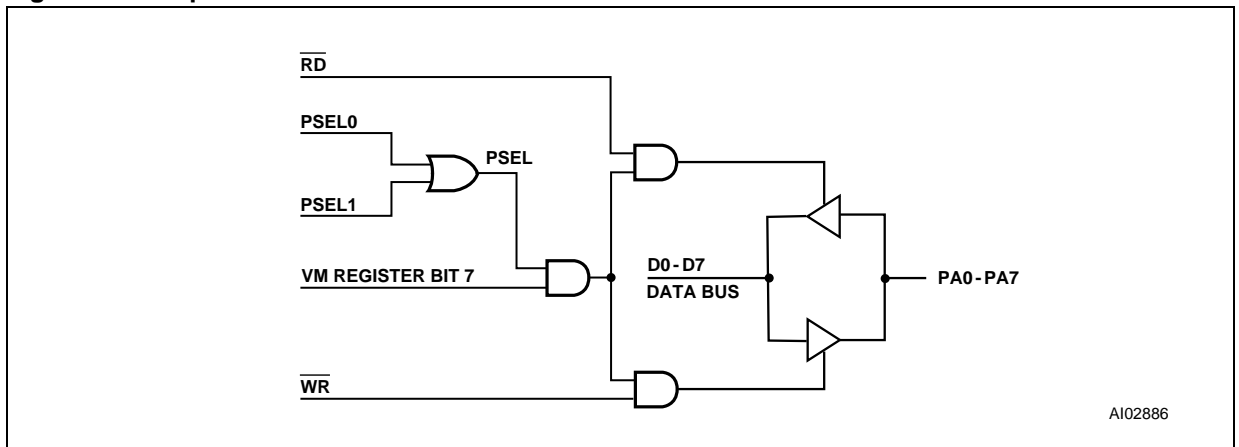 RD
PSEL0
PSEL
PSEL1
VM REGISTER BIT 7
D0-D7
DATA BUS
PA0-PA7
WR
AI02886